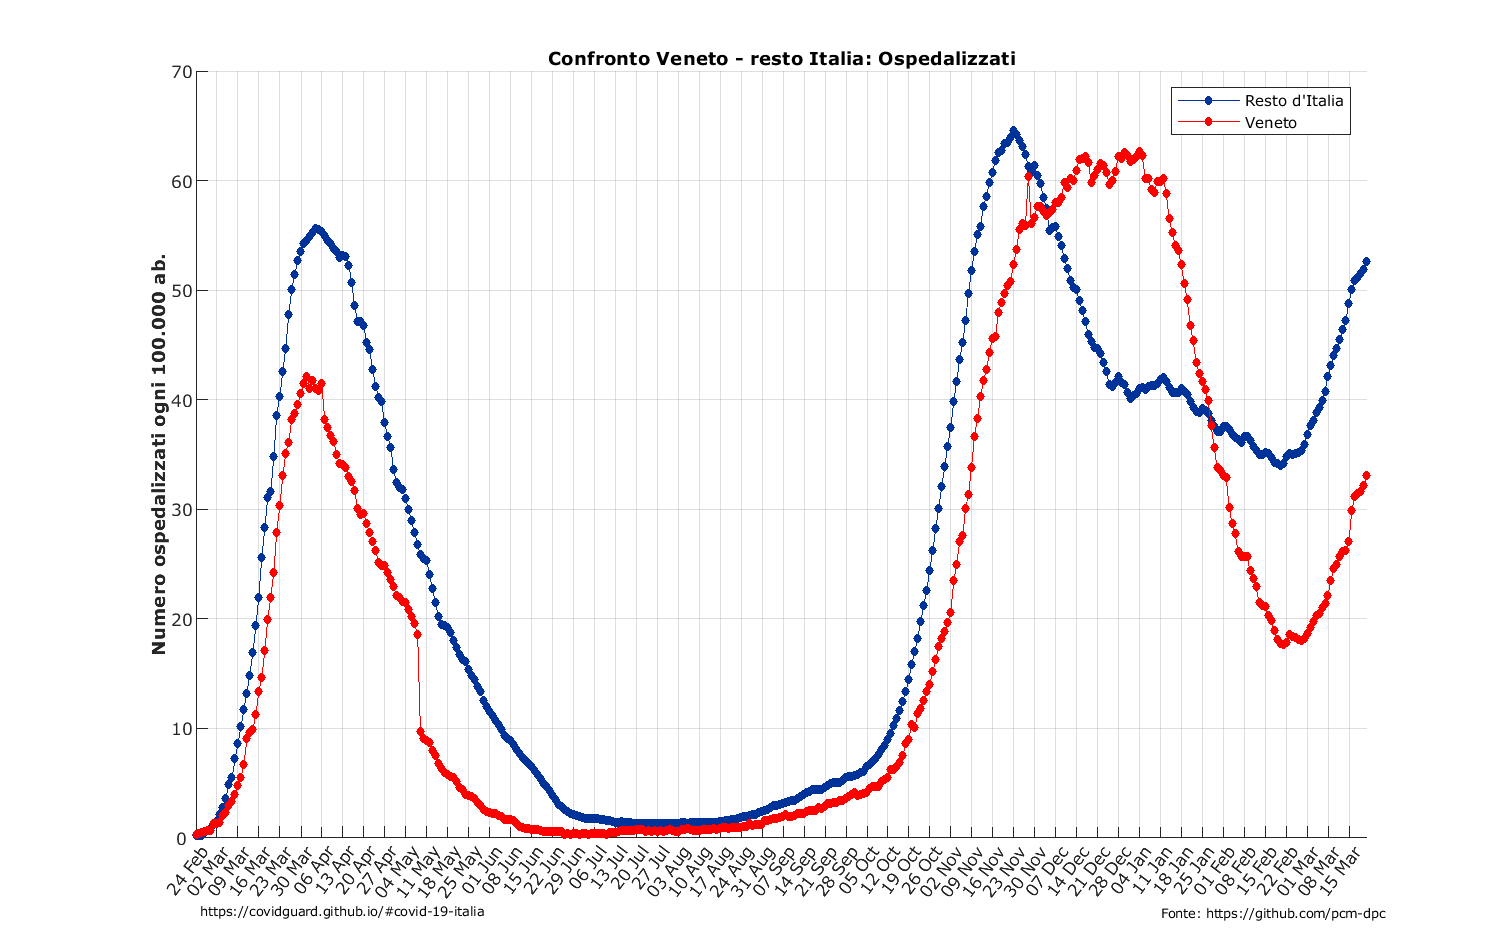 Confronto Veneto - resto Italia: Ospedalizzati
70
60
50
40
30
20
10
0
Numero ospedalizzati ogni 100.000 ab.
Resto d'Italia
Veneto
24 Feb
02 Mar
09 Mar
16 Mar
23 Mar
30 Mar
06 Apr
13 Apr
20 Apr
27 Apr
04 May
11 May
18 May
25 May
01 Jun
08 Jun
15 Jun
22 Jun
29 Jun
06 Jul
13 Jul
20 Jul
27 Jul
03 Aug
10 Aug
17 Aug
24 Aug
31 Aug
07 Sep
14 Sep
21 Sep
28 Sep
05 Oct
12 Oct
19 Oct
26 Oct
02 Nov
09 Nov
16 Nov
23 Nov
30 Nov
07 Dec
14 Dec
21 Dec
28 Dec
04 Jan
11 Jan
18 Jan
25 Jan
01 Feb
08 Feb
15 Feb
22 Feb
01 Mar
08 Mar
15 Mar
https://covidguard.github.io/#covid-19-italia
Fonte: https://github.com/pcm-dpc